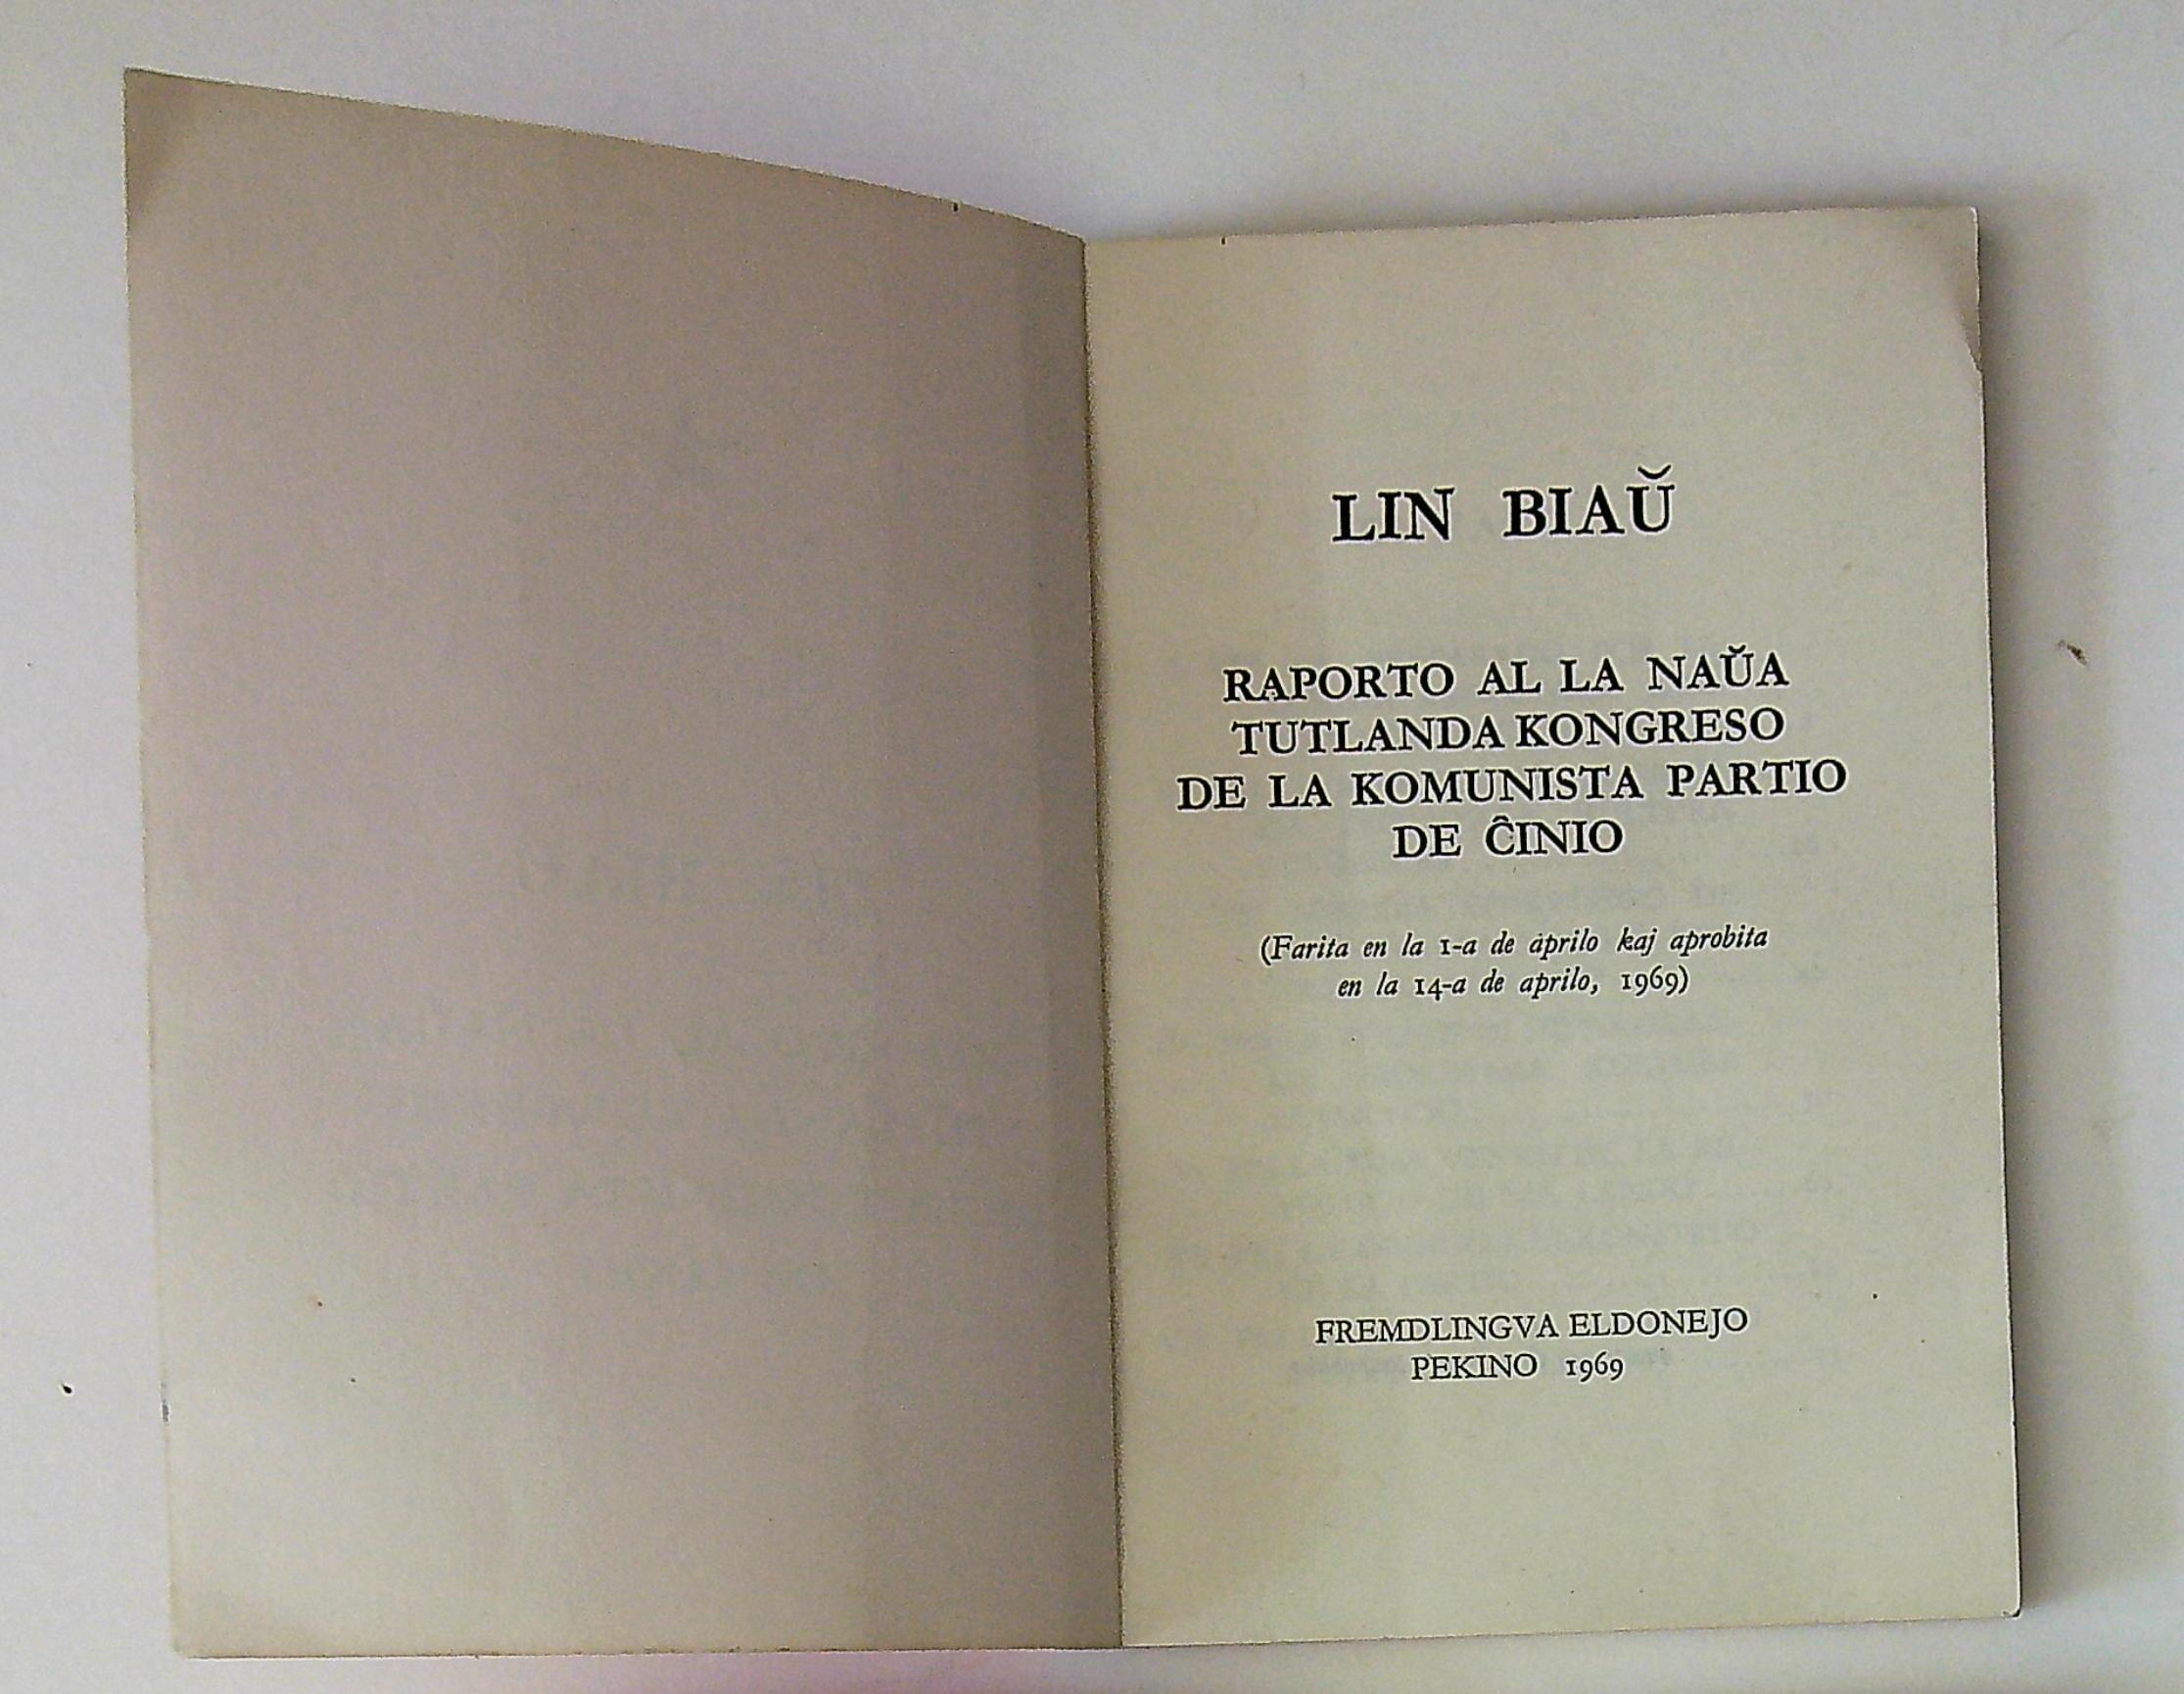 LIN BIAŬ
RAPORTO AL LA NAŬA
TUTLANDA KONGRESO
DE LA KOMUNISTA PARTIO
DE ĈINIO
(Farita en la 1-a de aprilo kaj aprobita
en la 14-a de aprilo, 1969)
FREMDLINGVA ELDONEJO
PEKINO 1969